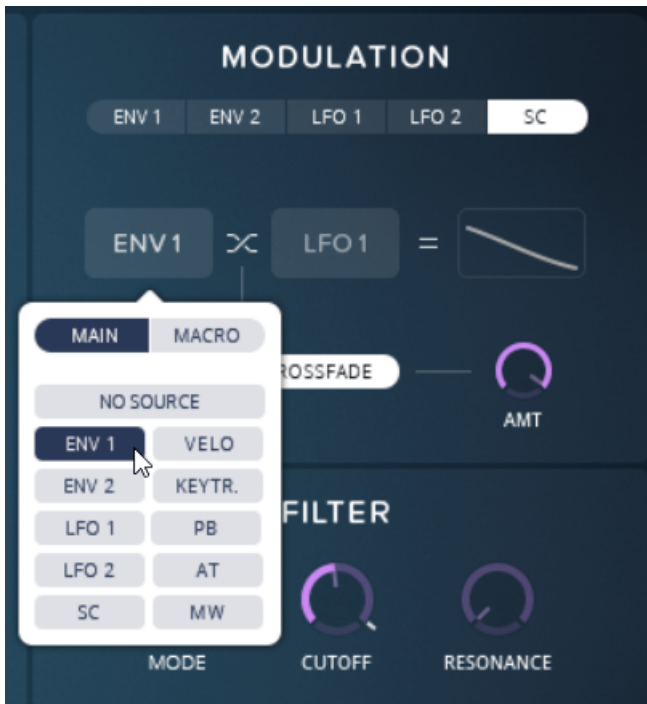 MODULATION
ENV 1 ENV 2 LFO 1 LFO 2 SC
ENV 1 LFO 1 =
MAIN MACRO
ROSSFADE
NO SOURCE
AMT
ENV 1 VELO
ENV 2 KEYTR.
FILTER
LFO 1 PB
LFO 2 AT
SC MW
MODE CUTOFF RESONANCE